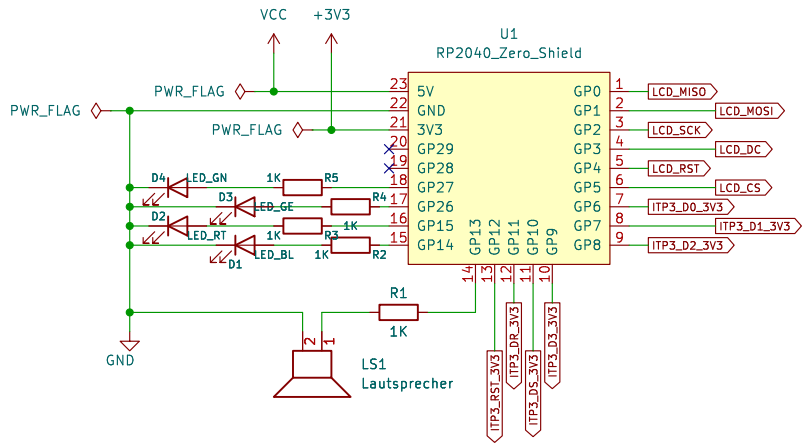 VCC
+3V3
U1
RP2040_Zero_Shield
PWR_FLAG
23
5V
GP0
1
LCD_MISO
PWR_FLAG
22
GND
GP1
2
LCD_MOSI
PWR_FLAG
21
3V3
GP2
3
LCD_SCK
20
GP29
GP3
4
LCD_DC
19
GP28
GP4
5
LCD_RST
D4
LED_GN
1K
R5
18
GP27
GP5
6
LCD_CS
D3
LED_GE
R4
17
GP26
GP6
7
ITP3_D0_3V3
D2
LED_RT
1K
R3
1K
16
GP15
GP7
8
ITP3_D1_3V3
D1
LED_BL
1K
R2
15
GP14
GP8
9
ITP3_D2_3V3
GP13
GP12
GP11
GP10
GP9
14
13
12
11
10
ITP3_RST_3V3
ITP3_DR_3V3
ITP3_DS_3V3
ITP3_D3_3V3
R1
1K
GND
2
1
LS1
Lautsprecher